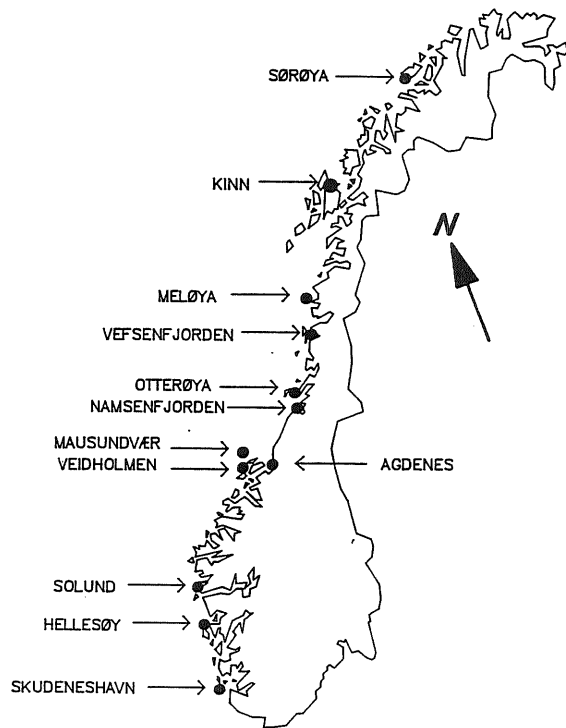 SØRØYA
KINN
N
MELØYA
VEFSENFJORDEN
OTTERØYA
NAMSENFJORDEN
MAUSUNDVÆR
VEIDHOLMEN
AGDENES
SOLUND
HELLESØY
SKUDENESHAVN